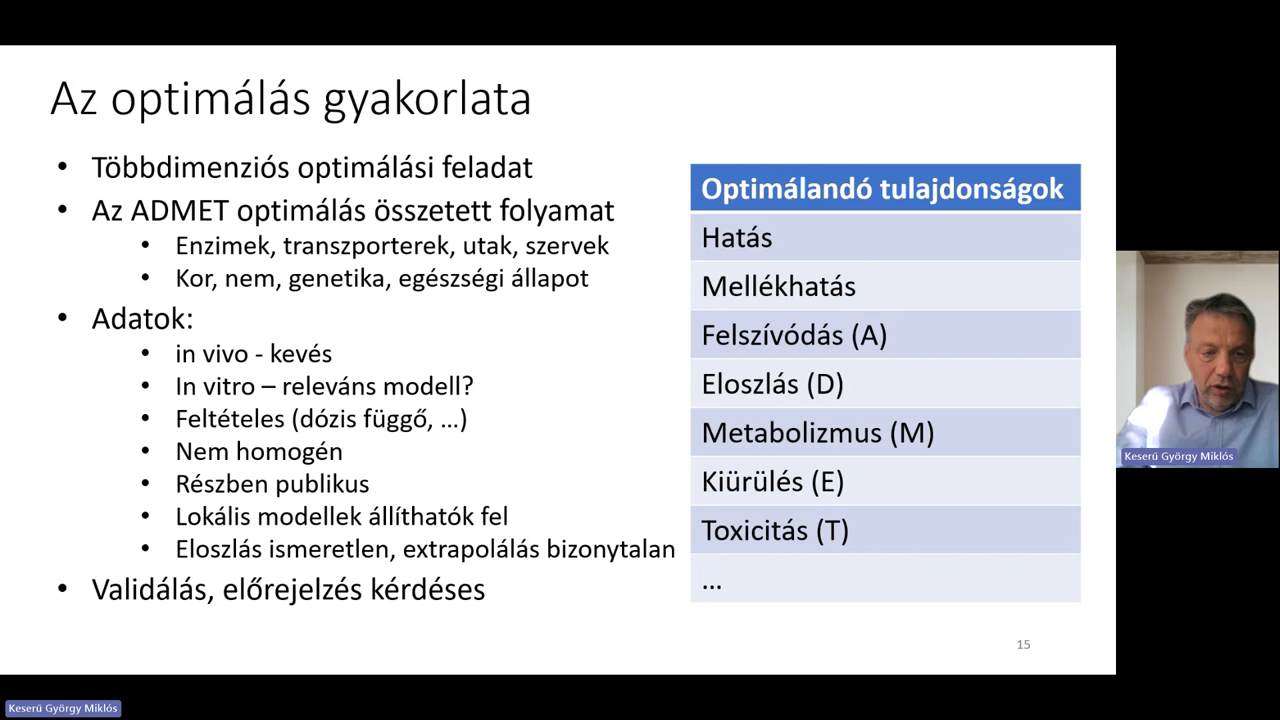 Az optimálás gyakorlata
• Többdimenziós optimálási feladat
• Az ADMET optimálás összetett folyamat
• Enzimek, transzporterek, utak, szervek
• Kor, nem, genetika, egészségi állapot
• Adatok:
• in vivo - kevés
• In vitro – releváns modell?
• Feltételes (dózis függő, …)
• Nem homogén
• Részben publikus
• Lokális modellek állíthatók fel
• Eloszlás ismeretlen, extrapolálás bizonytalan
• Validálás, előrejelzés kérdéses
Optimálandó tulajdonságok
Hatás
Mellékhatás
Felszívódás (A)
Eloszlás (D)
Metabolizmus (M)
Kiürülés (E)
Toxicitás (T)
…
15
Keserű György Miklós
Keserű György Miklós